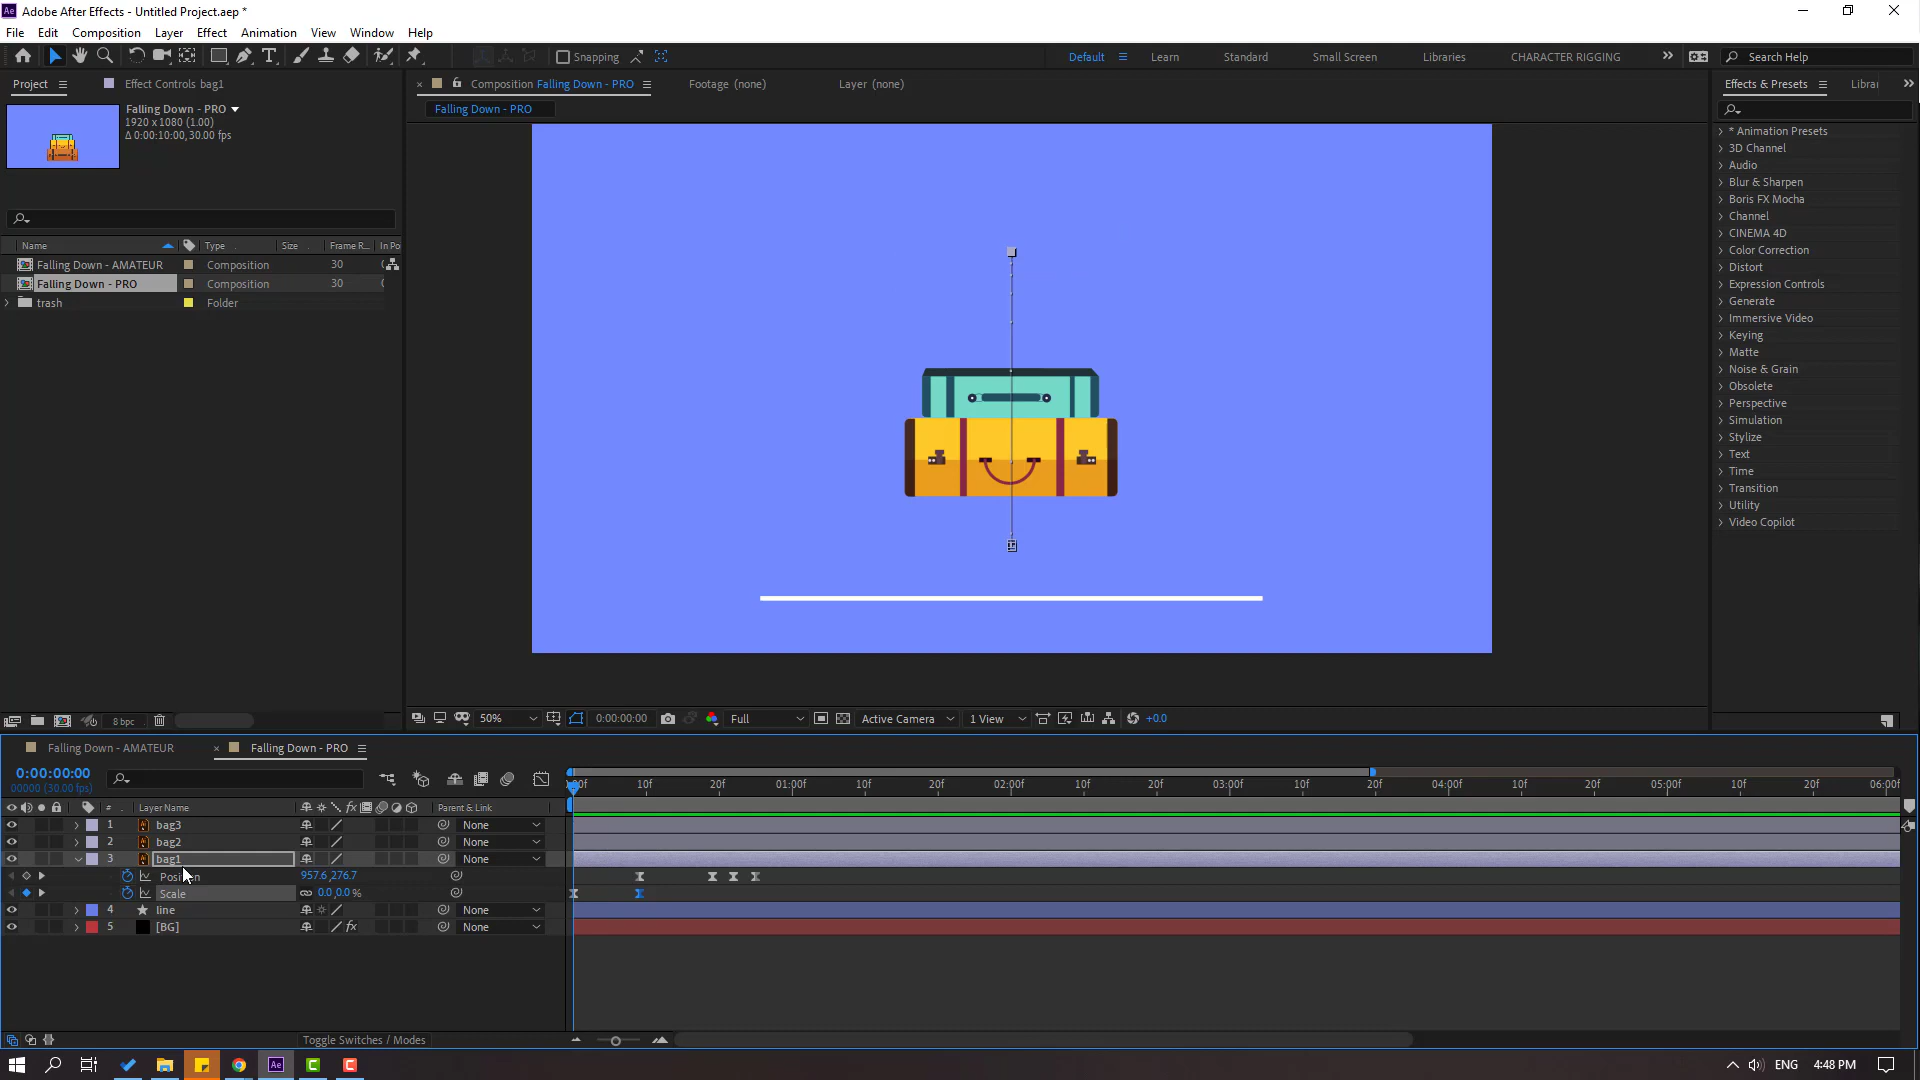 Ae Adobe After Effects - Untitled Project.aep *
File Edit Composition Layer Effect Animation View Window Help
Snapping
Default Learn Standard Small Screen Libraries CHARACTER RIGGING Search Help
Project Effect Controls bag1
Composition Falling Down - PRO Footage (none) Layer (none)
Effects & Presets Librar
Falling Down - PRO
1920 x 1080 (1.00)
Δ 0:00:10:00, 30.00 fps
Falling Down - PRO
Name Type Size Frame R... In Po
Falling Down - AMATEUR Composition 30
Falling Down - PRO Composition 30
trash Folder
* Animation Presets
3D Channel
Audio
Blur & Sharpen
Boris FX Mocha
Channel
CINEMA 4D
Color Correction
Distort
Expression Controls
Generate
Immersive Video
Keying
Matte
Noise & Grain
Obsolete
Perspective
Simulation
Stylize
Text
Time
Transition
Utility
Video Copilot
8 bpc
50% 0:00:00:00 Full Active Camera 1 View +0.0
Falling Down - AMATEUR Falling Down - PRO
0:00:00:00
00000 (30.00 fps)
:00f 10f 20f 01:00f 10f 20f 02:00f 10f 20f 03:00f 10f 20f 04:00f 10f 20f 05:00f 10f 20f 06:00f
# Layer Name fx Parent & Link
1 bag3 None
2 bag2 None
3 bag1 None
Position 957.6,276.7
Scale 0.0,0.0 %
4 line None
5 [BG] fx None
Toggle Switches / Modes
Ae ENG 4:48 PM